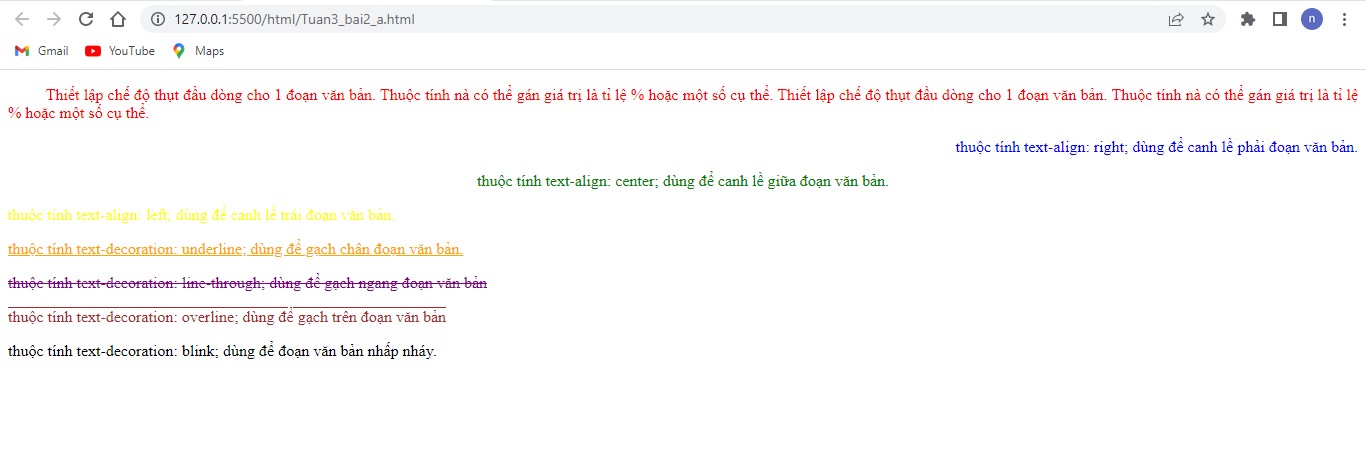 127.0.0.1:5500/html/Tuan3_bai2_a.html
n
Gmail YouTube Maps
Thiết lập chế độ thụt đầu dòng cho 1 đoạn văn bản. Thuộc tính nà có thể gán giá trị là tỉ lệ % hoặc một số cụ thể. Thiết lập chế độ thụt đầu dòng cho 1 đoạn văn bản. Thuộc tính nà có thể gán giá trị là tỉ lệ
% hoặc một số cụ thể.
thuộc tính text-align: right; dùng để canh lề phải đoạn văn bản.
thuộc tính text-align: center; dùng để canh lề giữa đoạn văn bản.
thuộc tính text-align: left; dùng để canh lề trái đoạn văn bản.
thuộc tính text-decoration: underline; dùng để gạch chân đoạn văn bản.
thuộc tính text-decoration: line-through; dùng để gạch ngang đoạn văn bản
thuộc tính text-decoration: overline; dùng để gạch trên đoạn văn bản
thuộc tính text-decoration: blink; dùng để đoạn văn bản nhấp nháy.